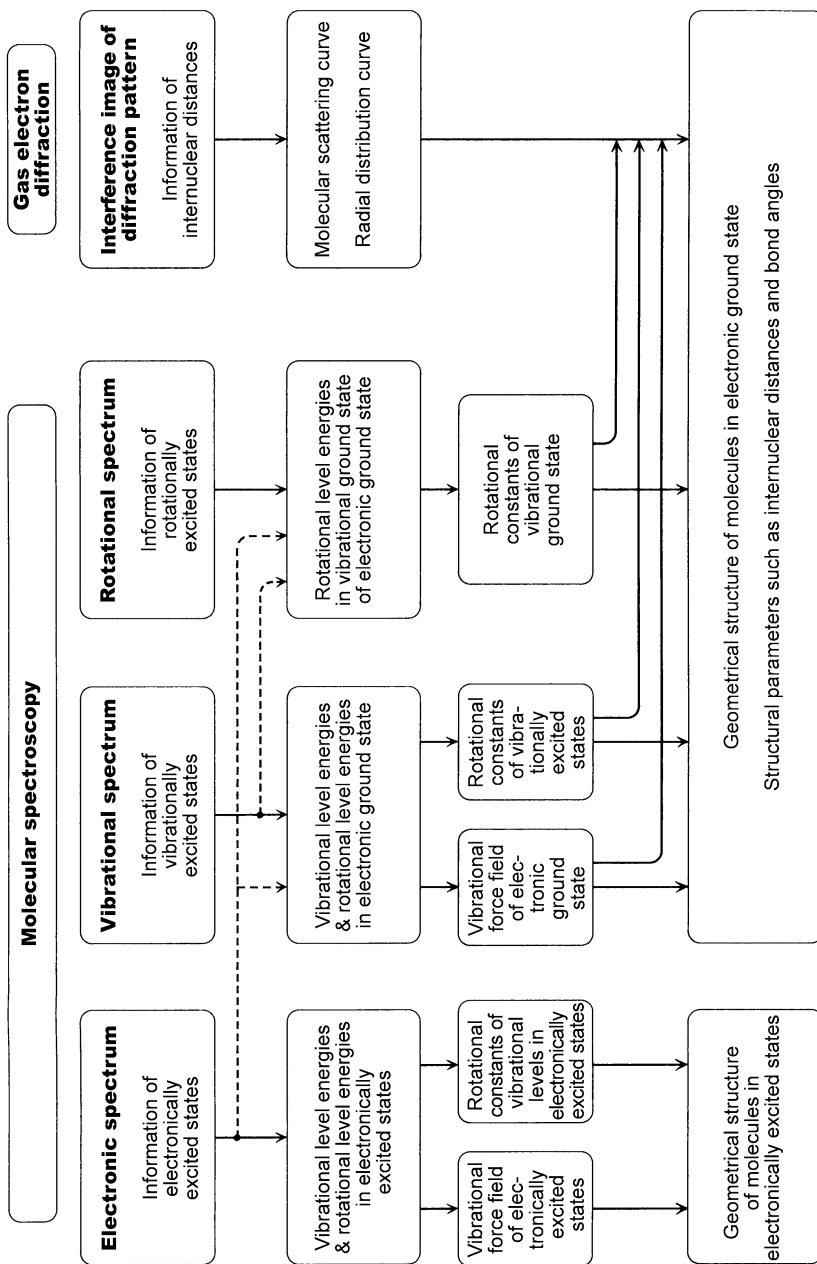 Molecular spectroscopy
Gas electron
diffraction
Electronic spectrum
Information of
electronically
excited states
Vibrational spectrum
Information of
vibrationally
excited states
Rotational spectrum
Information of
rotationally
excited states
Interference image of
diffraction pattern
Information of
internuclear distances
Vibrational level energies
& rotational level energies
in electronically
excited states
Vibrational level energies
& rotational level energies
in electronic ground state
Rotational level energies
in vibrational ground state
of electronic ground state
Molecular scattering curve
Radial distribution curve
Vibrational
force field
of elec-
tronically
excited
states
Rotational
constants of
vibrational
levels in
electronically
excited states
Vibrational
force field
of elec-
tronic
ground
state
Rotational
constants
of vibra-
tionally
excited
states
Rotational
constants of
vibrational
ground
state
Geometrical structure
of molecules in
electronically excited states
Geometrical structure of molecules in electronic ground state
Structural parameters such as internuclear distances and bond angles